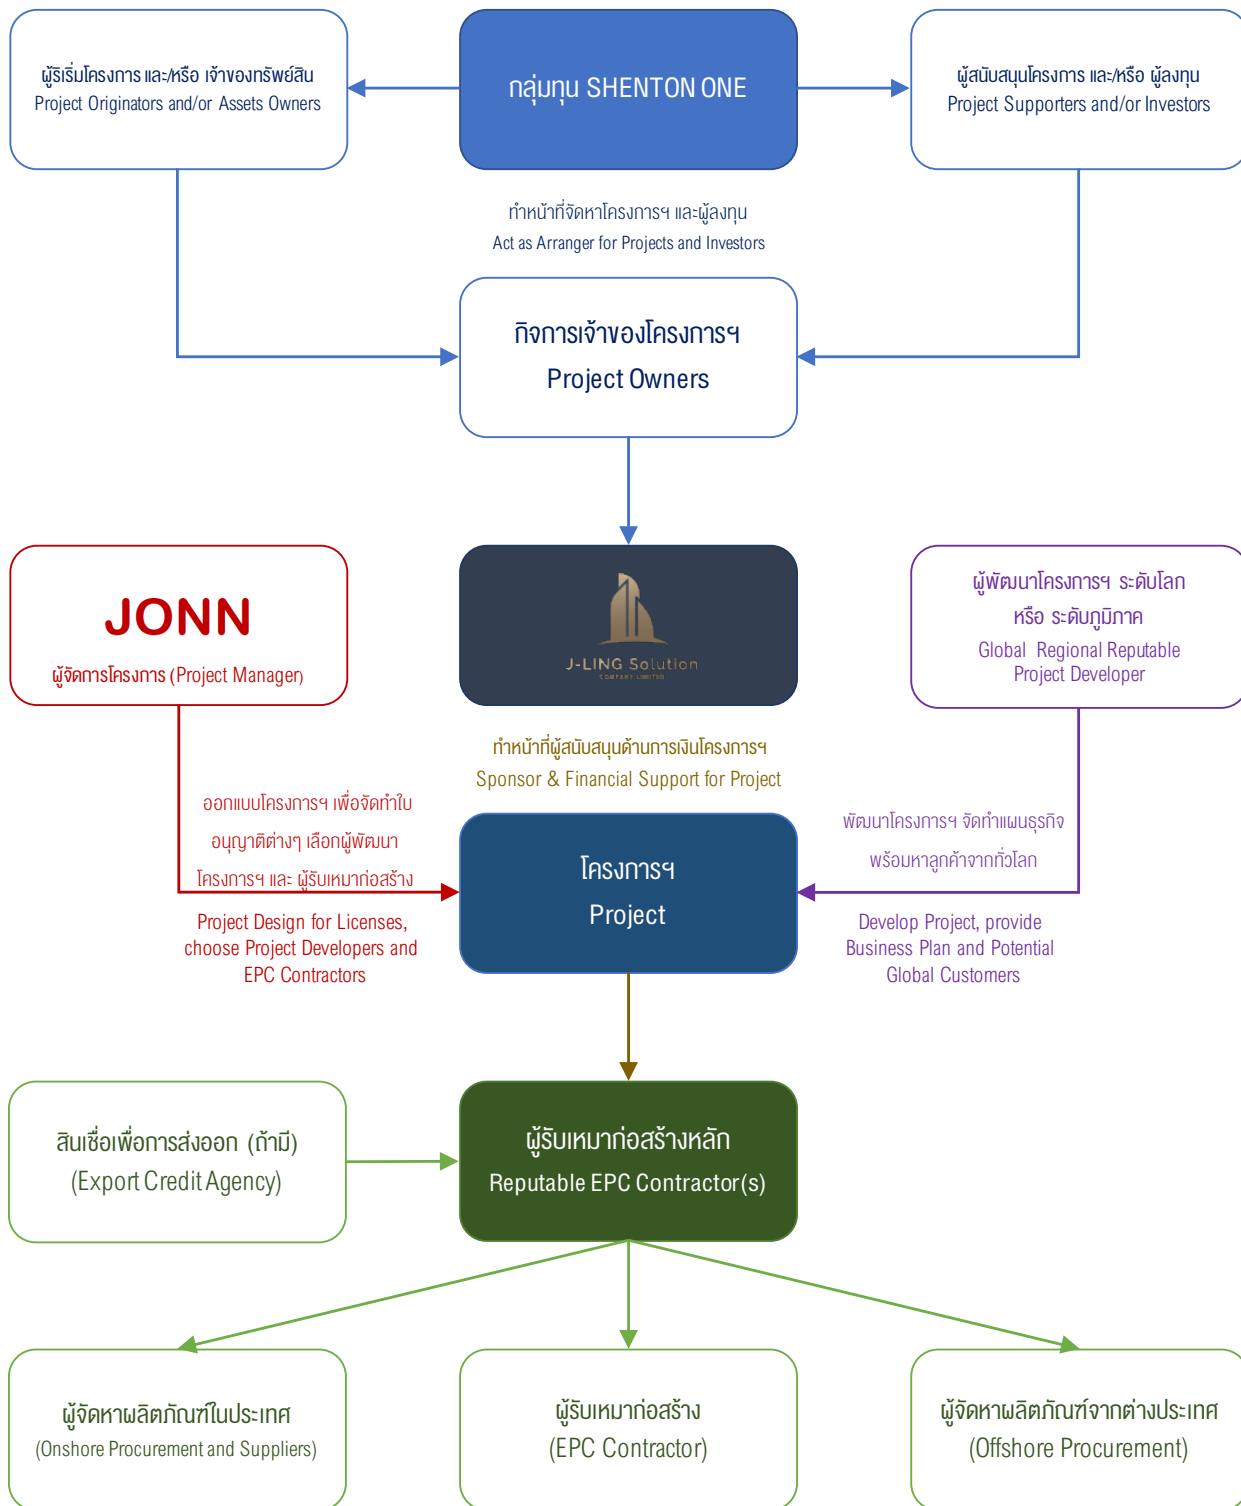 ผู้ริเริ่มโครงการ และ/หรือ เจ้าของทรัพย์สิน
Project Originators and/or Assets Owners
กลุ่มทุน SHENTON ONE
ผู้สนับสนุนโครงการ และ/หรือ ผู้ลงทุน
Project Supporters and/or Investors
ทำหน้าที่จัดหาโครงการฯ และผู้ลงทุน
Act as Arranger for Projects and Investors
กิจการเจ้าของโครงการฯ
Project Owners
JONN
ผู้จัดการโครงการ (Project Manager)
J-LING Solution
COMPANY LIMITED
ผู้พัฒนาโครงการฯ ระดับโลก
หรือ ระดับภูมิภาค
Global Regional Reputable
Project Developer
ทำหน้าที่ผู้สนับสนุนด้านการเงินโครงการฯ
Sponsor & Financial Support for Project
ออกแบบโครงการฯ เพื่อจัดทำใบ
อนุญาติต่างๆ เลือกผู้พัฒนา
โครงการฯ และ ผู้รับเหมาก่อสร้าง
Project Design for Licenses,
choose Project Developers and
EPC Contractors
โครงการฯ
Project
พัฒนาโครงการฯ จัดทำแผนธุรกิจ
พร้อมหาลูกค้าจากทั่วโลก
Develop Project, provide
Business Plan and Potential
Global Customers
สินเชื่อเพื่อการส่งออก (ถ้ามี)
(Export Credit Agency)
ผู้รับเหมาก่อสร้างหลัก
Reputable EPC Contractor(s)
ผู้จัดหาผลิตภัณฑ์ในประเทศ
(Onshore Procurement and Suppliers)
ผู้รับเหมาก่อสร้าง
(EPC Contractor)
ผู้จัดหาผลิตภัณฑ์จากต่างประเทศ
(Offshore Procurement)